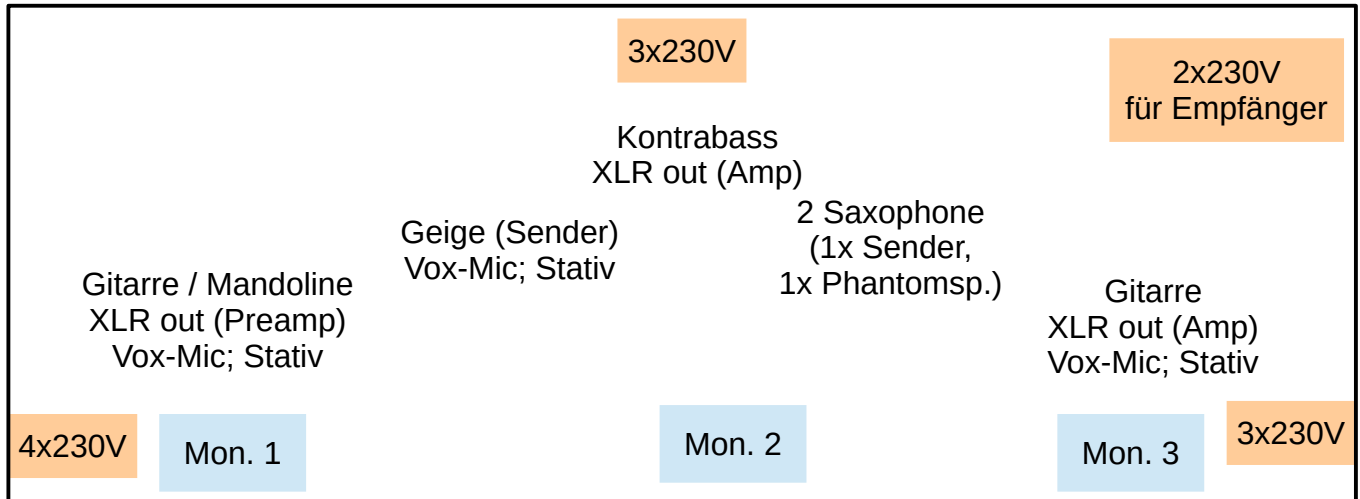 3x230V
2x230V
für Empfänger
Kontrabass
XLR out (Amp)
Geige (Sender)
Vox-Mic; Stativ
2 Saxophone
(1x Sender,
1x Phantomsp.)
Gitarre / Mandoline
XLR out (Preamp)
Vox-Mic; Stativ
Gitarre
XLR out (Amp)
Vox-Mic; Stativ
4x230V
Mon. 1
Mon. 2
Mon. 3
3x230V